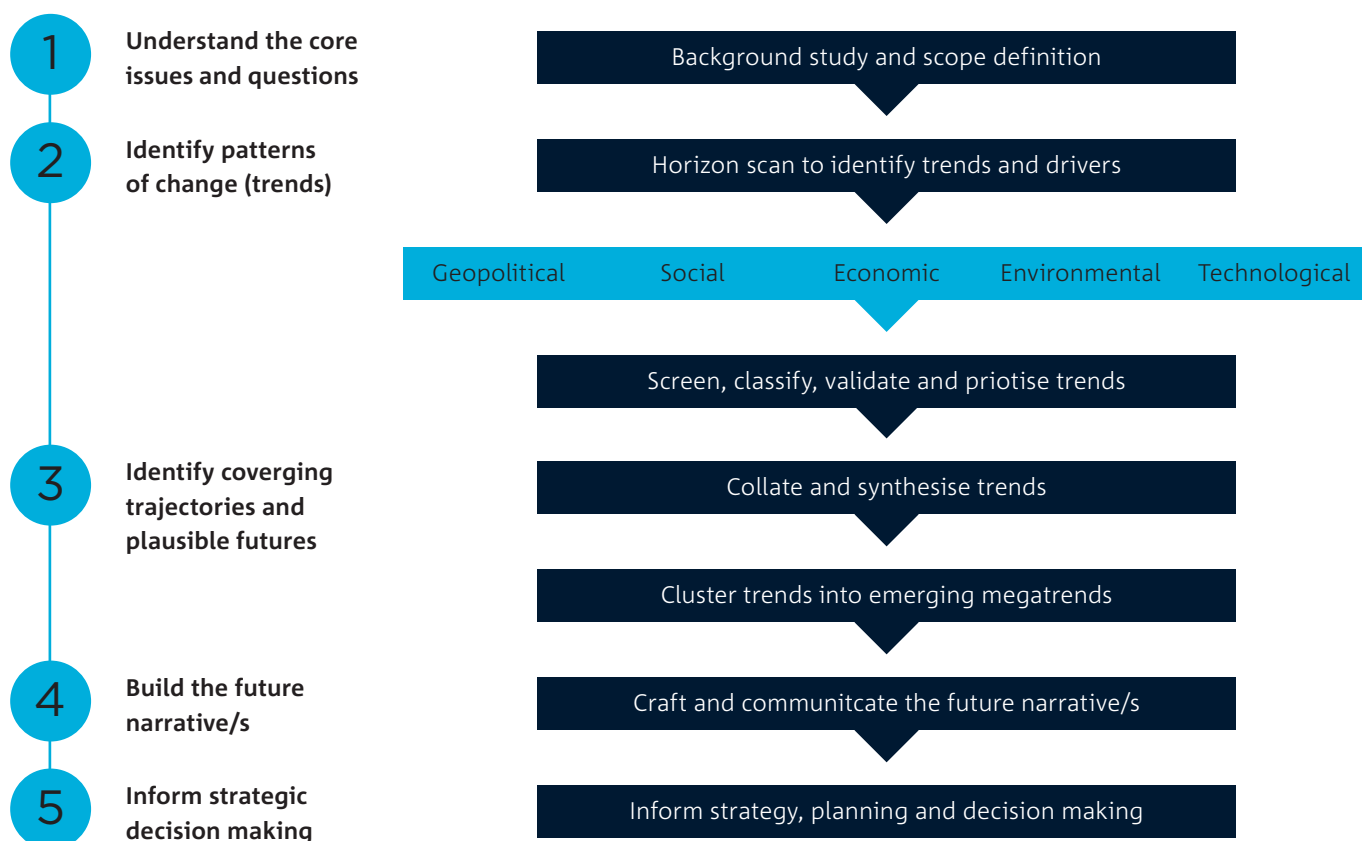 1
Understand the core
issues and questions
Background study and scope definition
2
Identify patterns
of change (trends)
Horizon scan to identify trends and drivers
Geopolitical Social Economic Environmental Technological
Screen, classify, validate and priotise trends
3
Identify coverging
trajectories and
plausible futures
Collate and synthesise trends
Cluster trends into emerging megatrends
4
Build the future
narrative/s
Craft and communitcate the future narrative/s
5
Inform strategic
decision making
Inform strategy, planning and decision making